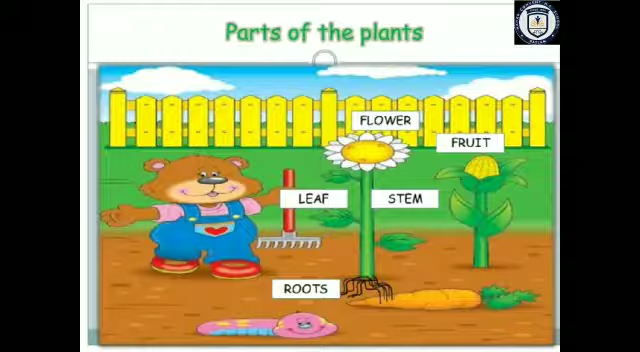 Parts of the plants
FLOWER
FRUIT
LEAF
STEM
ROOTS